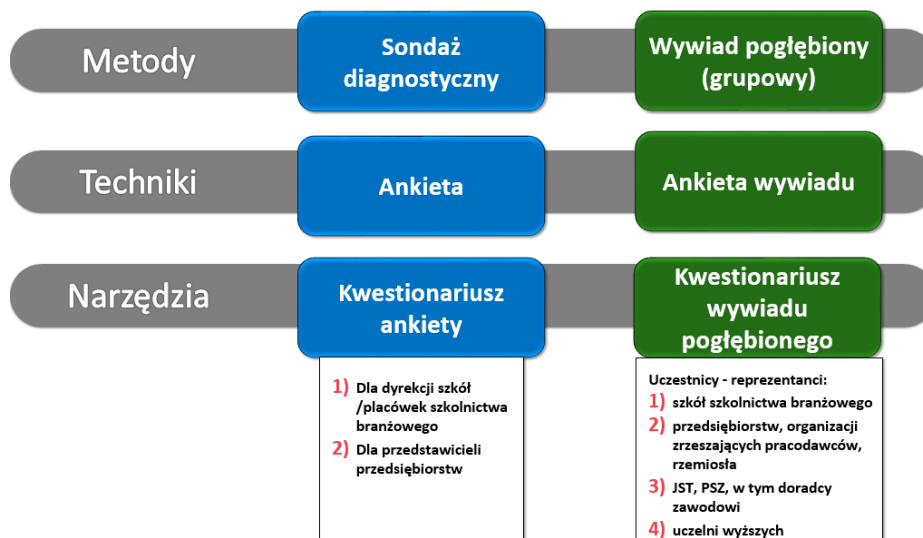 Metody
Sondaż
diagnostyczny
Wywiad pogłębiony
(grupowy)
Techniki
Ankieta
Ankieta wywiadu
Narzędzia
Kwestionariusz
ankiety
Kwestionariusz
wywiadu
pogłębionego
1) Dla dyrekcji szkół
/placówek szkolnictwa
branżowego
2) Dla przedstawicieli
przedsiębiorstw
Uczestnicy - reprezentanci:
1) szkół szkolnictwa branżowego
2) przedsiębiorstw, organizacji
zrzeszających pracodawców,
rzemiosła
3) JST, PSZ, w tym doradcy
zawodowi
4) uczelni wyższych